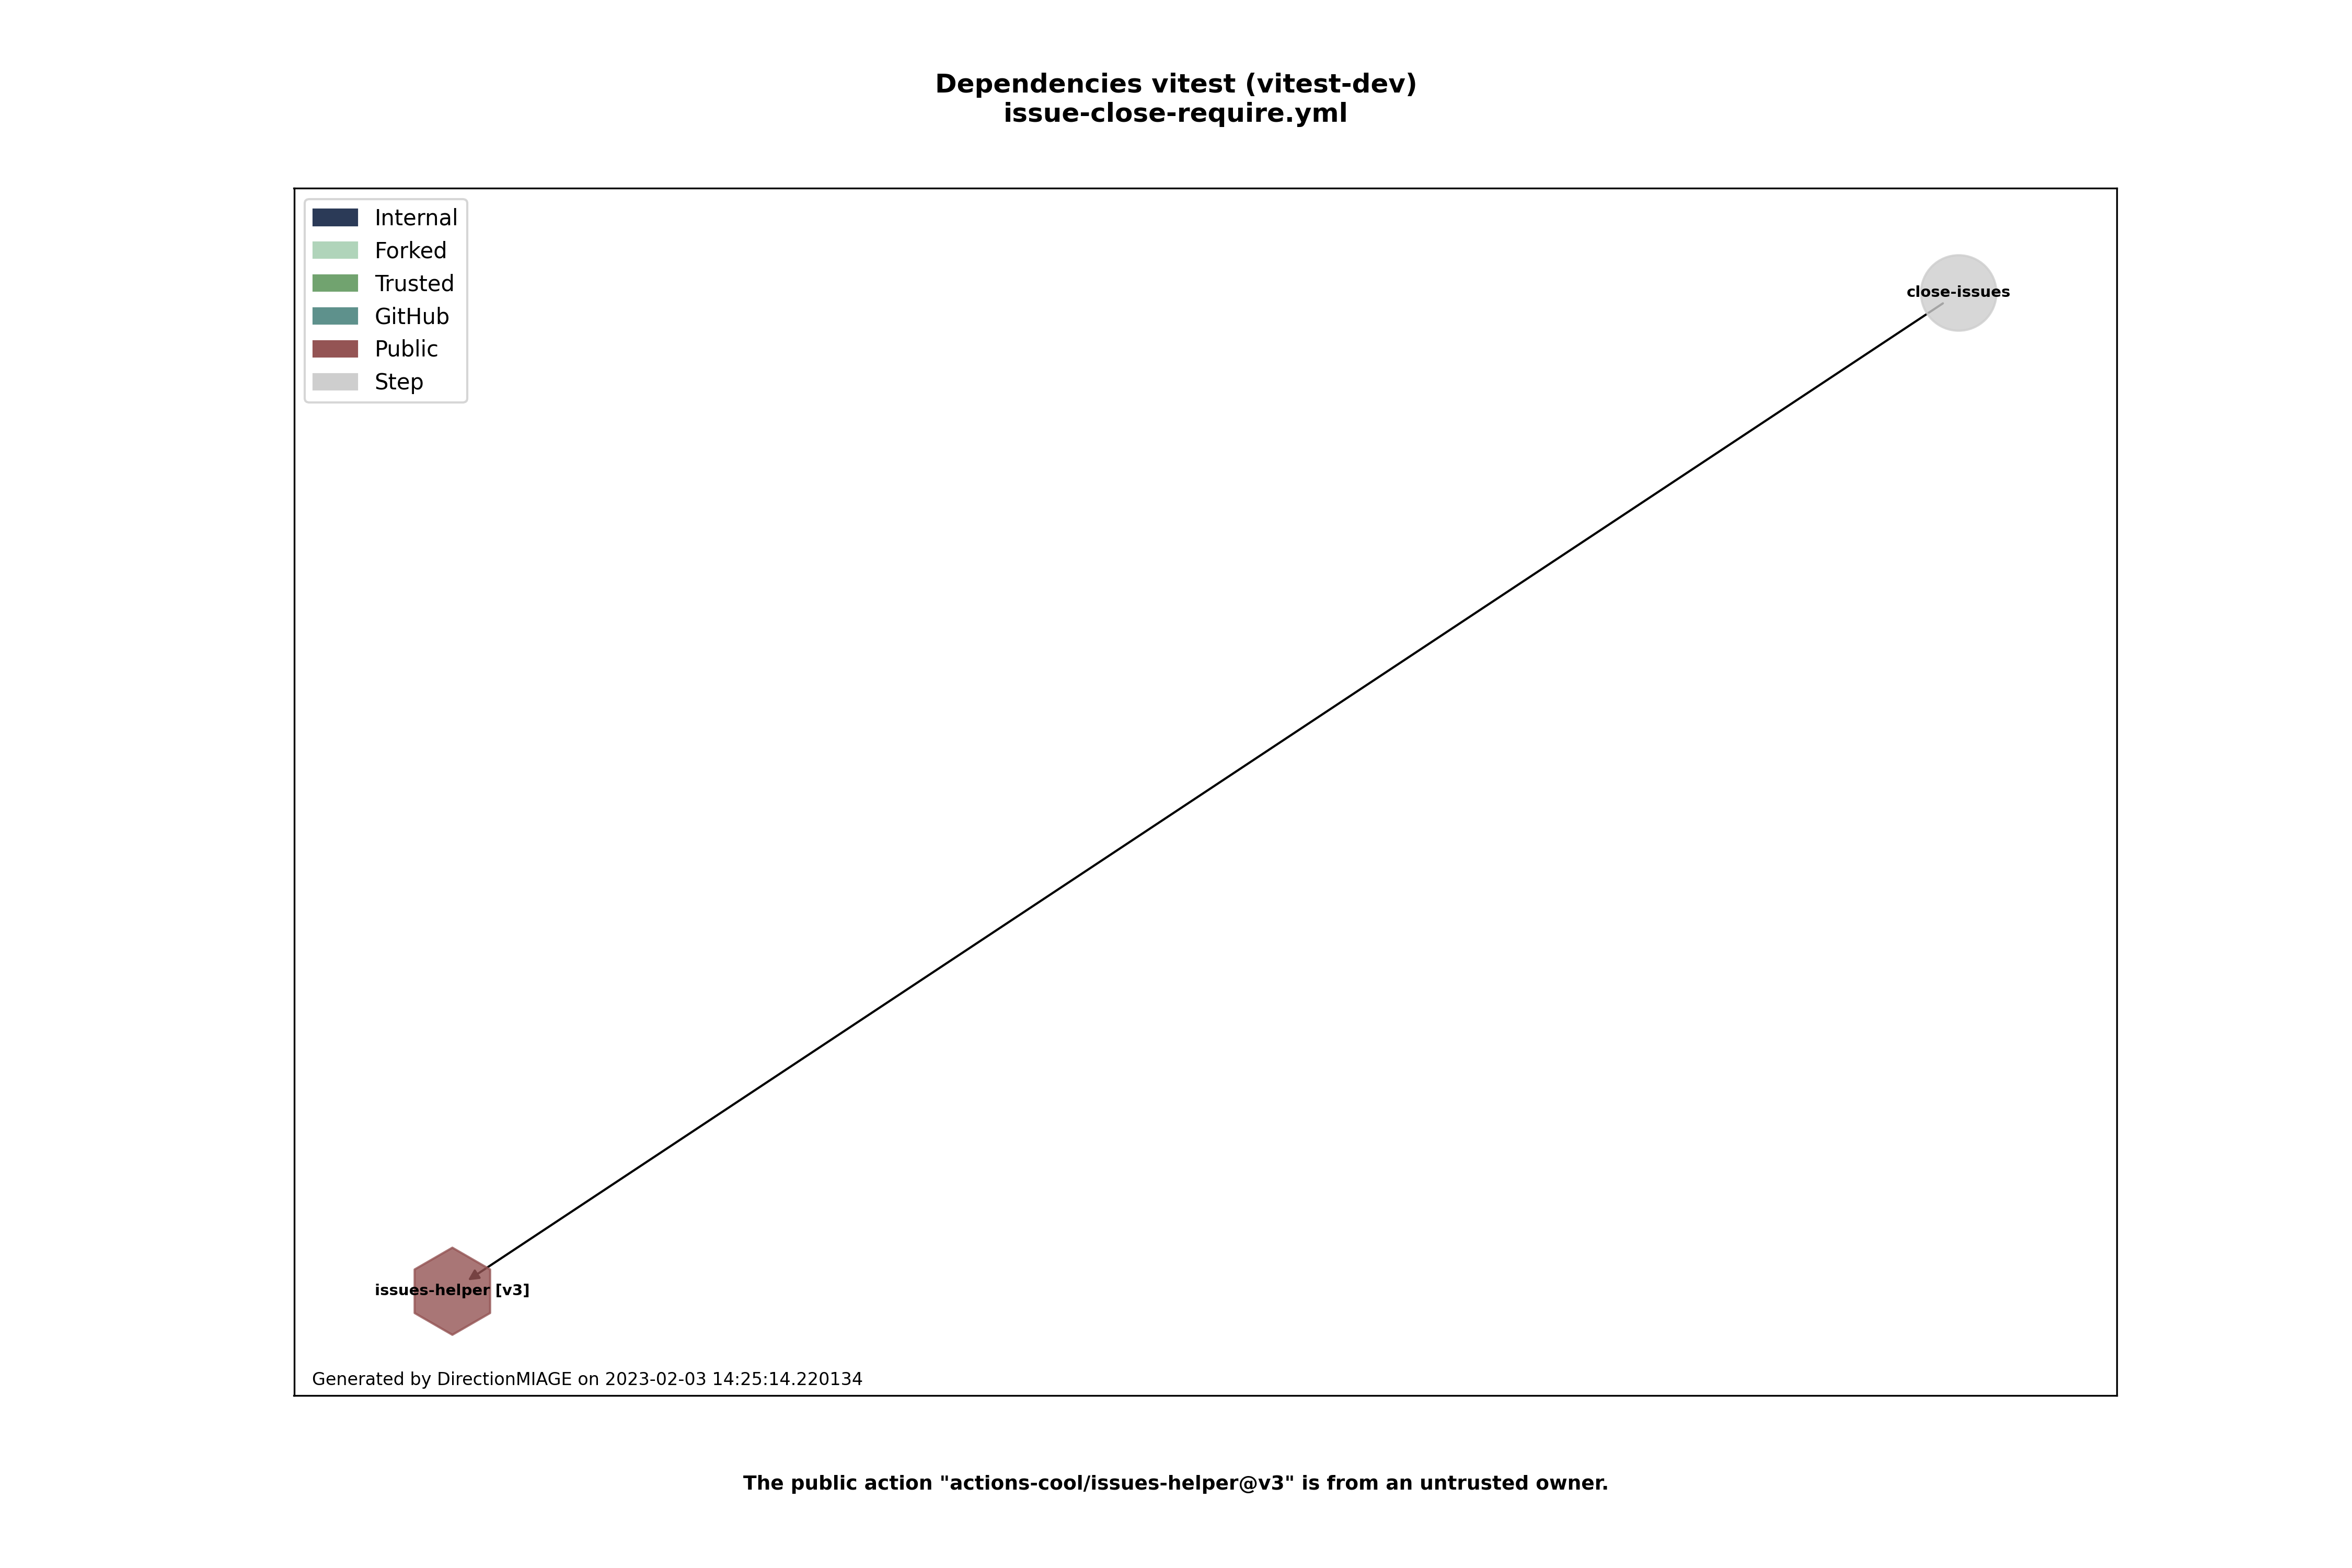 Dependencies vitest (vitest-dev)
issue-close-require.yml
Internal
Forked
Trusted
GitHub
Public
Step
close-issues
issues-helper [v3]
Generated by DirectionMIAGE on 2023-02-03 14:25:14.220134
The public action "actions-cool/issues-helper@v3" is from an untrusted owner.